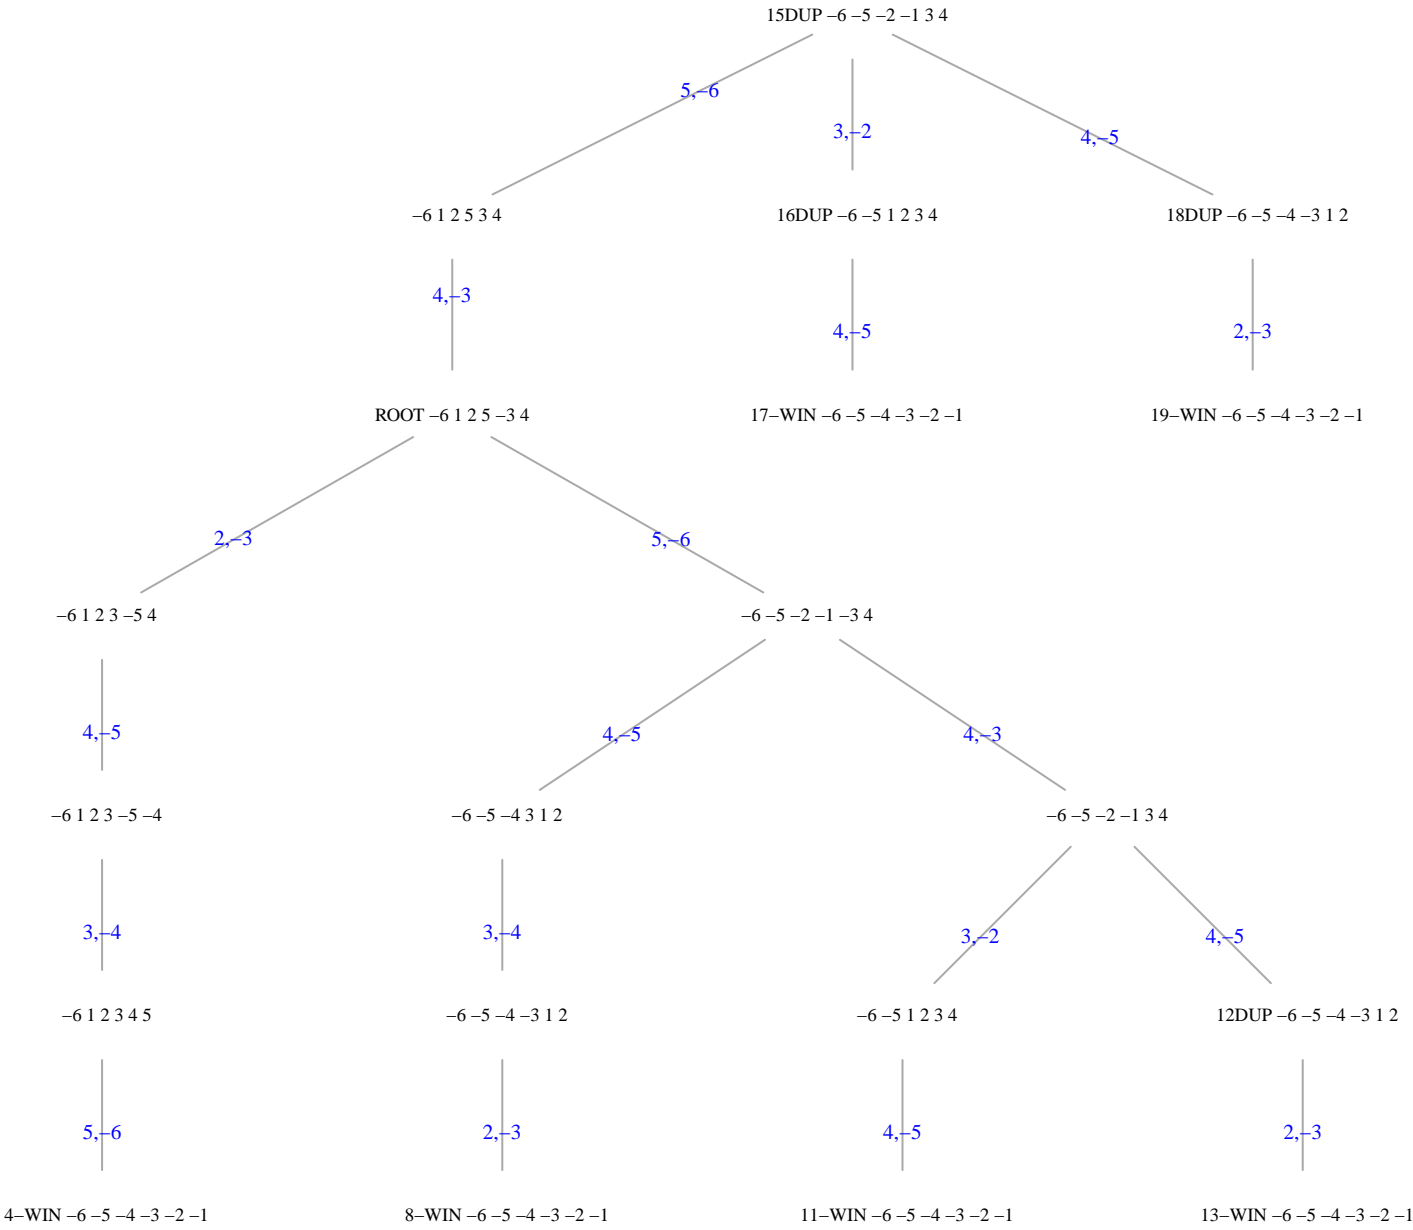 15DUP –6 –5 –2 –1 3 4
5,–6
3,–2
4,–5
–6 1 2 5 3 4
16DUP –6 –5 1 2 3 4
18DUP –6 –5 –4 –3 1 2
4,–3
4,–5
2,–3
ROOT –6 1 2 5 –3 4
17–WIN –6 –5 –4 –3 –2 –1
19–WIN –6 –5 –4 –3 –2 –1
2,–3
5,–6
–6 1 2 3 –5 4
–6 –5 –2 –1 –3 4
4,–5
4,–5
4,–3
–6 1 2 3 –5 –4
–6 –5 –4 3 1 2
–6 –5 –2 –1 3 4
3,–4
3,–4
3,–2
4,–5
–6 1 2 3 4 5
–6 –5 –4 –3 1 2
–6 –5 1 2 3 4
12DUP –6 –5 –4 –3 1 2
5,–6
2,–3
4,–5
2,–3
4–WIN –6 –5 –4 –3 –2 –1
8–WIN –6 –5 –4 –3 –2 –1
11–WIN –6 –5 –4 –3 –2 –1
13–WIN –6 –5 –4 –3 –2 –1